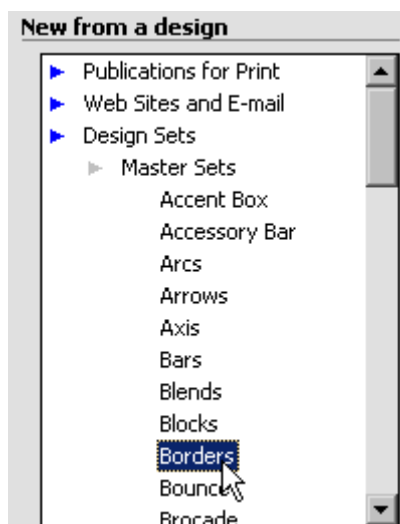 New from a design
Publications for Print
Web Sites and E-mail
Design Sets
Master Sets
Accent Box
Accessory Bar
Arcs
Arrows
Axis
Bars
Blends
Blocks
Borders
Bounce
Brocade